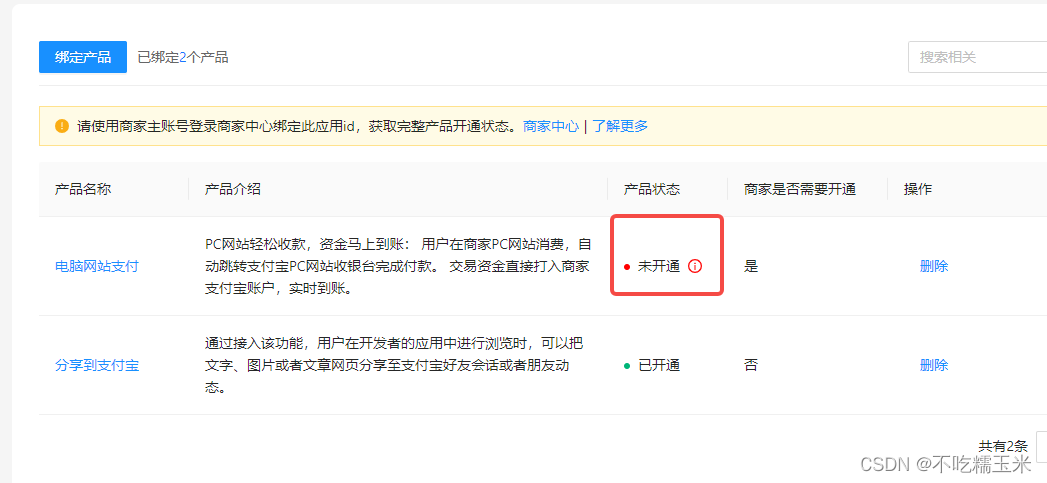 绑定产品 已绑定2个产品 搜索相关
请使用商家主账号登录商家中心绑定此应用id，获取完整产品开通状态。商家中心 | 了解更多
产品名称 产品介绍 产品状态 商家是否需要开通 操作
PC网站轻松收款，资金马上到账： 用户在商家PC网站消费，自
电脑网站支付 动跳转支付宝PC网站收银台完成付款。 交易资金直接打入商家 未开通 是 删除
支付宝账户，实时到账。
通过接入该功能，用户在开发者的应用中进行浏览时，可以把
分享到支付宝 文字、图片或者文章网页分享至支付宝好友会话或者朋友动 已开通 否 删除
态。
共有2条
CSDN @不吃糯玉米